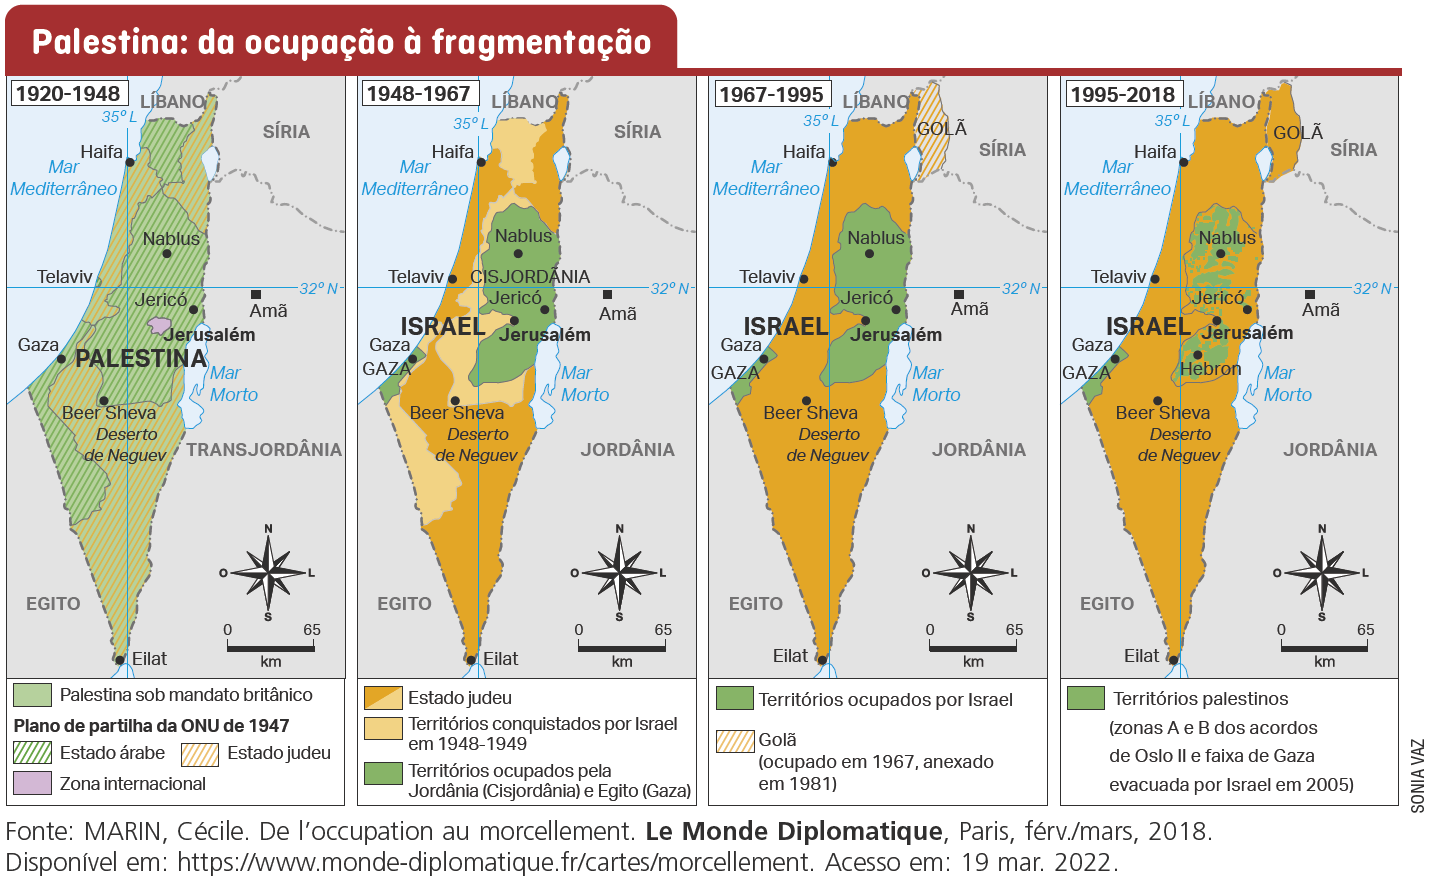 Palestina: da ocupação à fragmentação
1920-1948
LÍBANO
35º L
SÍRIA
Haifa
Mar
Mediterrâneo
Nablus
Telaviv
32º N
Jericó
Amã
Jerusalém
Gaza
PALESTINA
Mar
Morto
Beer Sheva
Deserto
de Neguev
TRANSJORDÂNIA
N
O
L
S
EGITO
0
65
km
Eilat
Palestina sob mandato britânico
Plano de partilha da ONU de 1947
Estado árabe
Estado judeu
Zona internacional
1948-1967
LÍBANO
35º L
SÍRIA
Haifa
Mar
Mediterrâneo
Nablus
Telaviv
CISJORDÂNIA
32º N
Jericó
Amã
ISRAEL
Jerusalém
Gaza
GAZA
Mar
Morto
Beer Sheva
Deserto
de Neguev
JORDÂNIA
N
O
L
S
EGITO
0
65
km
Eilat
Estado judeu
Territórios conquistados por Israel
em 1948-1949
Territórios ocupados pela
Jordânia (Cisjordânia) e Egito (Gaza)
1967-1995
LÍBANO
35º L
GOLÃ
SÍRIA
Haifa
Mar
Mediterrâneo
Nablus
Telaviv
32º N
Jericó
Amã
ISRAEL
Jerusalém
Gaza
GAZA
Mar
Morto
Beer Sheva
Deserto
de Neguev
JORDÂNIA
N
O
L
S
EGITO
0
65
km
Eilat
Territórios ocupados por Israel
Golã
(ocupado em 1967, anexado
em 1981)
1995-2018
LÍBANO
35º L
GOLÃ
SÍRIA
Haifa
Mar
Mediterrâneo
Nablus
Telaviv
32º N
Jericó
Amã
ISRAEL
Jerusalém
Gaza
GAZA
Hebron
Mar
Morto
Beer Sheva
Deserto
de Neguev
JORDÂNIA
N
O
L
S
EGITO
0
65
km
Eilat
Territórios palestinos
(zonas A e B dos acordos
de Oslo II e faixa de Gaza
evacuada por Israel em 2005)
SONIA VAZ
Fonte: MARIN, Cécile. De l’occupation au morcellement. Le Monde Diplomatique, Paris, férv./mars, 2018.
Disponível em: https://www.monde-diplomatique.fr/cartes/morcellement. Acesso em: 19 mar. 2022.